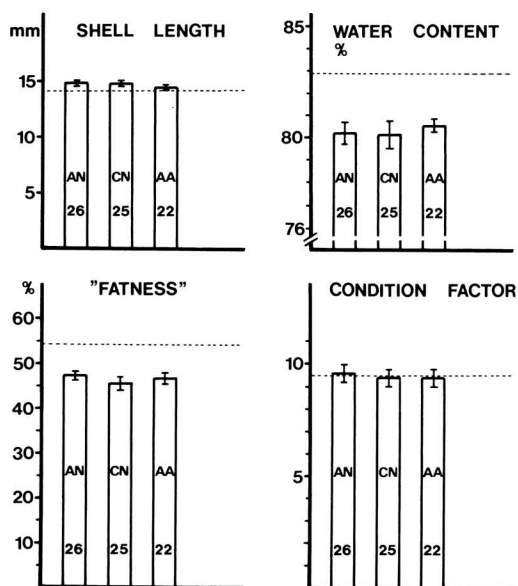 mm SHELL LENGTH
15
10
5
AN CN AA
26 25 22
85
WATER CONTENT
%
80
76
AN CN AA
26 25 22
% ”FATNESS”
60
50
40
30
20
10
AN CN AA
26 25 22
CONDITION FACTOR
10
5
AN CN AA
26 25 22